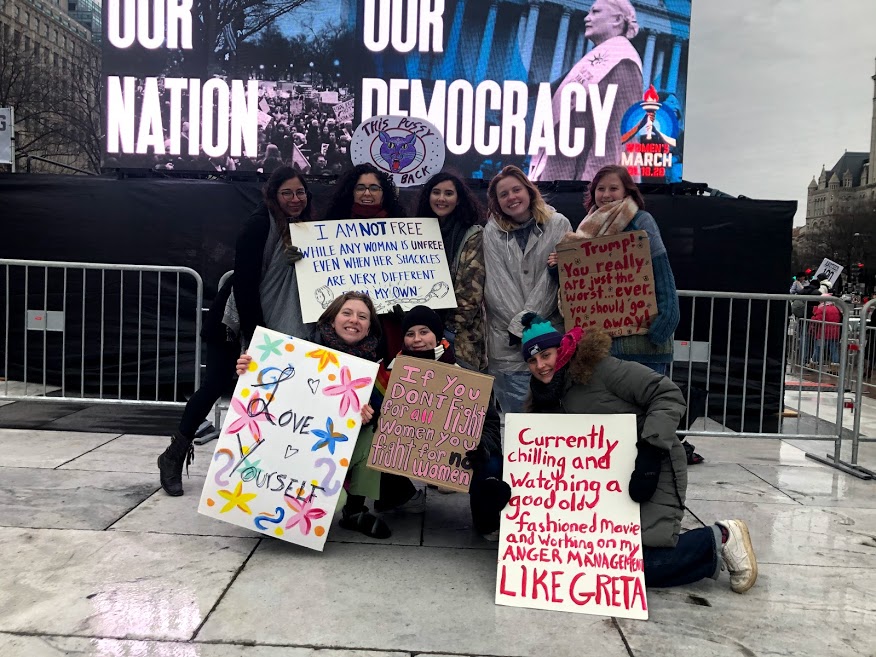 OUR
NATION
OUR
DEMOCRACY
WOMEN'S
MARCH
THIS PUSSY
BACK
I AM NOT FREE
WHILE ANY WOMAN IS UNFREE
EVEN WHEN HER SHACKLES
ARE VERY DIFFERENT
FROM MY OWN
Trump!
You really
are just the
worst...ever.
you should go
far away!
Love
Yourself
If you
DON'T fight
for all
Women you
fight for no
women
Currently
chilling and
watching a
good old
fashioned Movie
and working on my
ANGER MANAGEMENT
LIKE GRETA